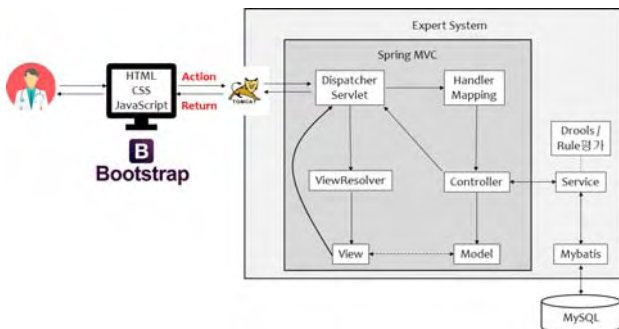 Expert System
Spring MVC
HTML
CSS
JavaScript
Action
Return
TOMCAT
Dispatcher
Servlet
Handler
Mapping
Drools /
Rule평가
B
Bootstrap
ViewResolver
Controller
Service
View
Model
Mybatis
MySQL